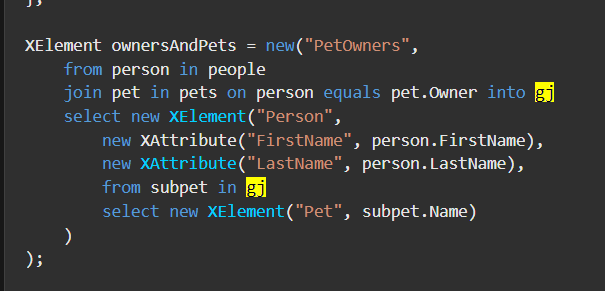 };
XElement ownersAndPets = new("PetOwners",
from person in people
join pet in pets on person equals pet.Owner into gj
select new XElement("Person",
new XAttribute("FirstName", person.FirstName),
new XAttribute("LastName", person.LastName),
from subpet in gj
select new XElement("Pet", subpet.Name)
)
);